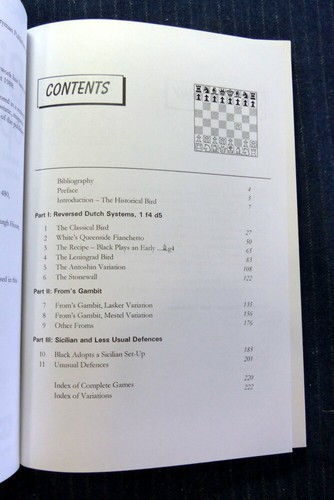 CONTENTS
Bibliography 4
Preface 5
Introduction – The Historical Bird 7
Part I: Reversed Dutch Systems, 1 f4 d5
1 The Classical Bird 27
2 White's Queenside Fianchetto 50
3 The Recipe – Black Plays an Early ...♝g4 63
4 The Leningrad Bird 83
5 The Antoshin Variation 108
6 The Stonewall 122
Part II: From's Gambit
7 From's Gambit, Lasker Variation 135
8 From's Gambit, Mestel Variation 156
9 Other Froms 176
Part III: Sicilian and Less Usual Defences
10 Black Adopts a Sicilian Set-Up 185
11 Unusual Defences 203
Index of Complete Games 220
Index of Variations 222